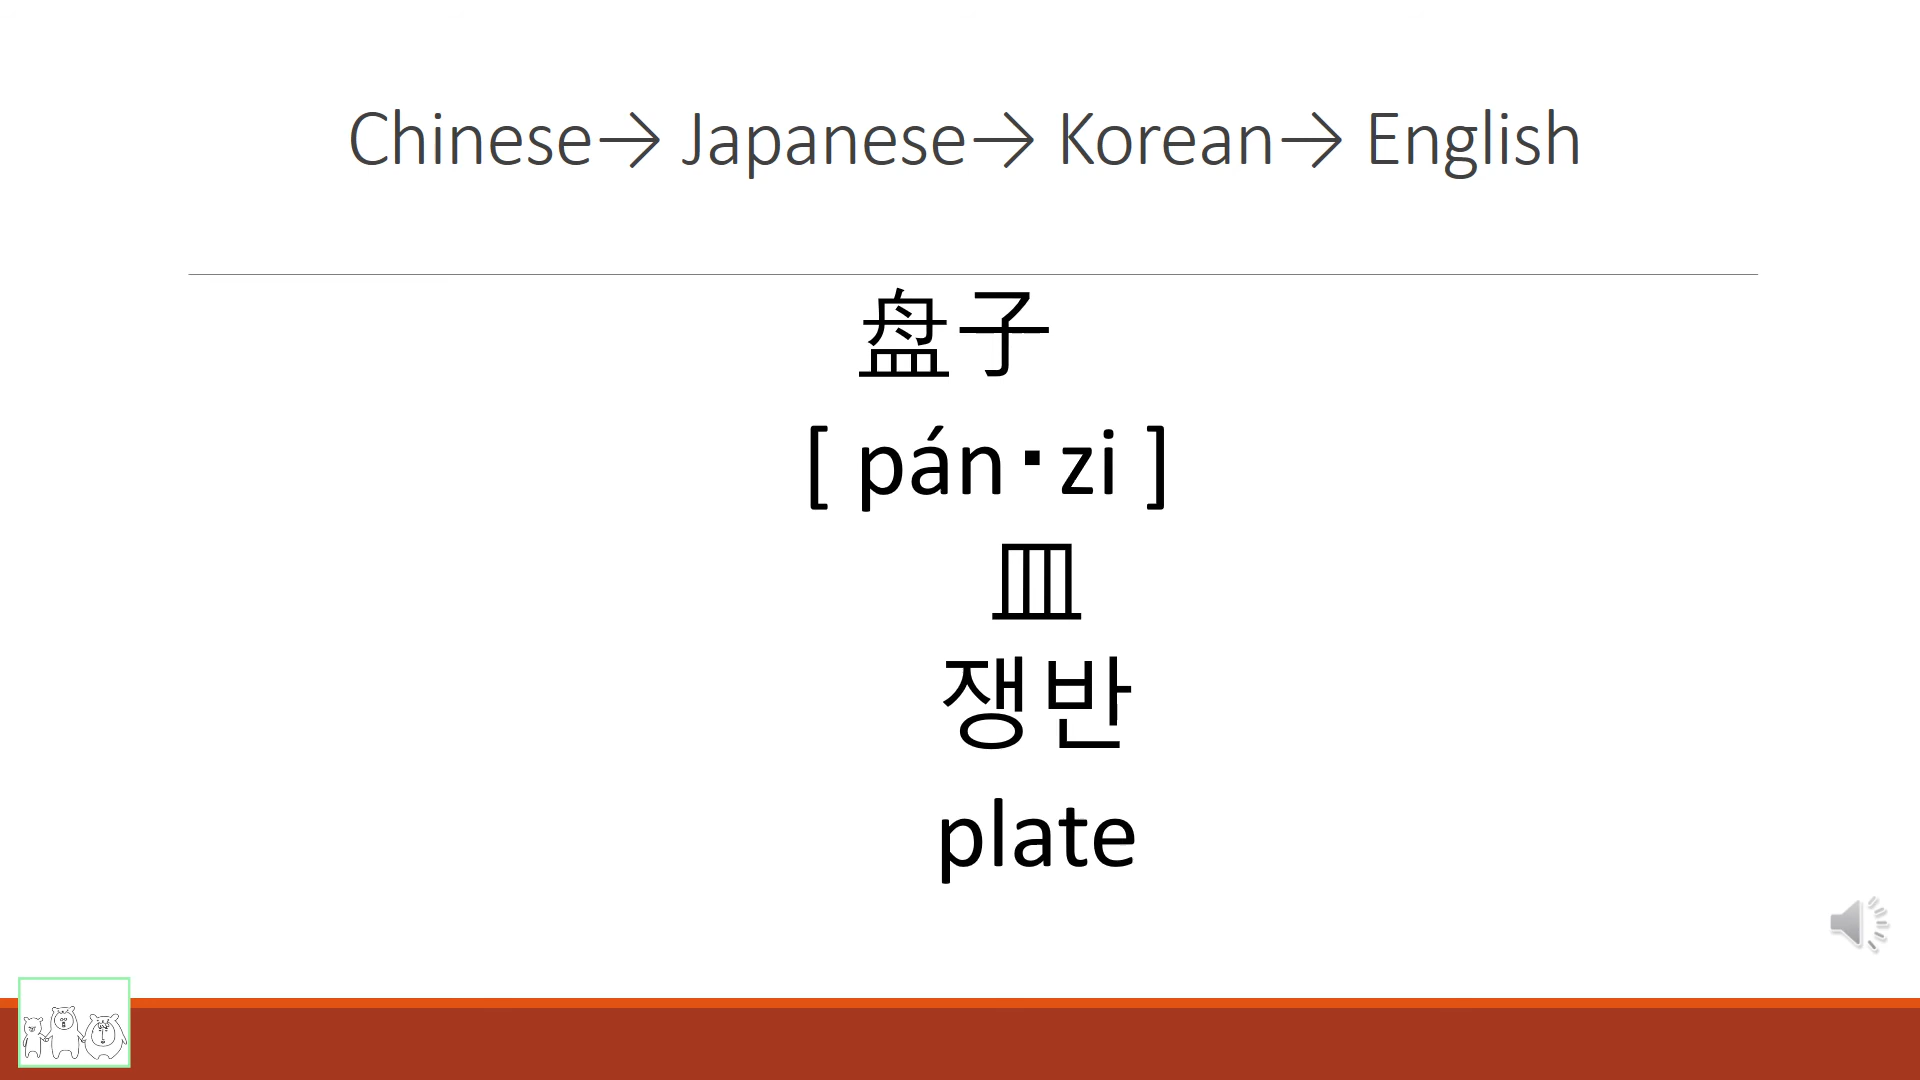 Chinese→ Japanese→ Korean→ English
盘子
[ pán･zi ]
皿
쟁반
plate